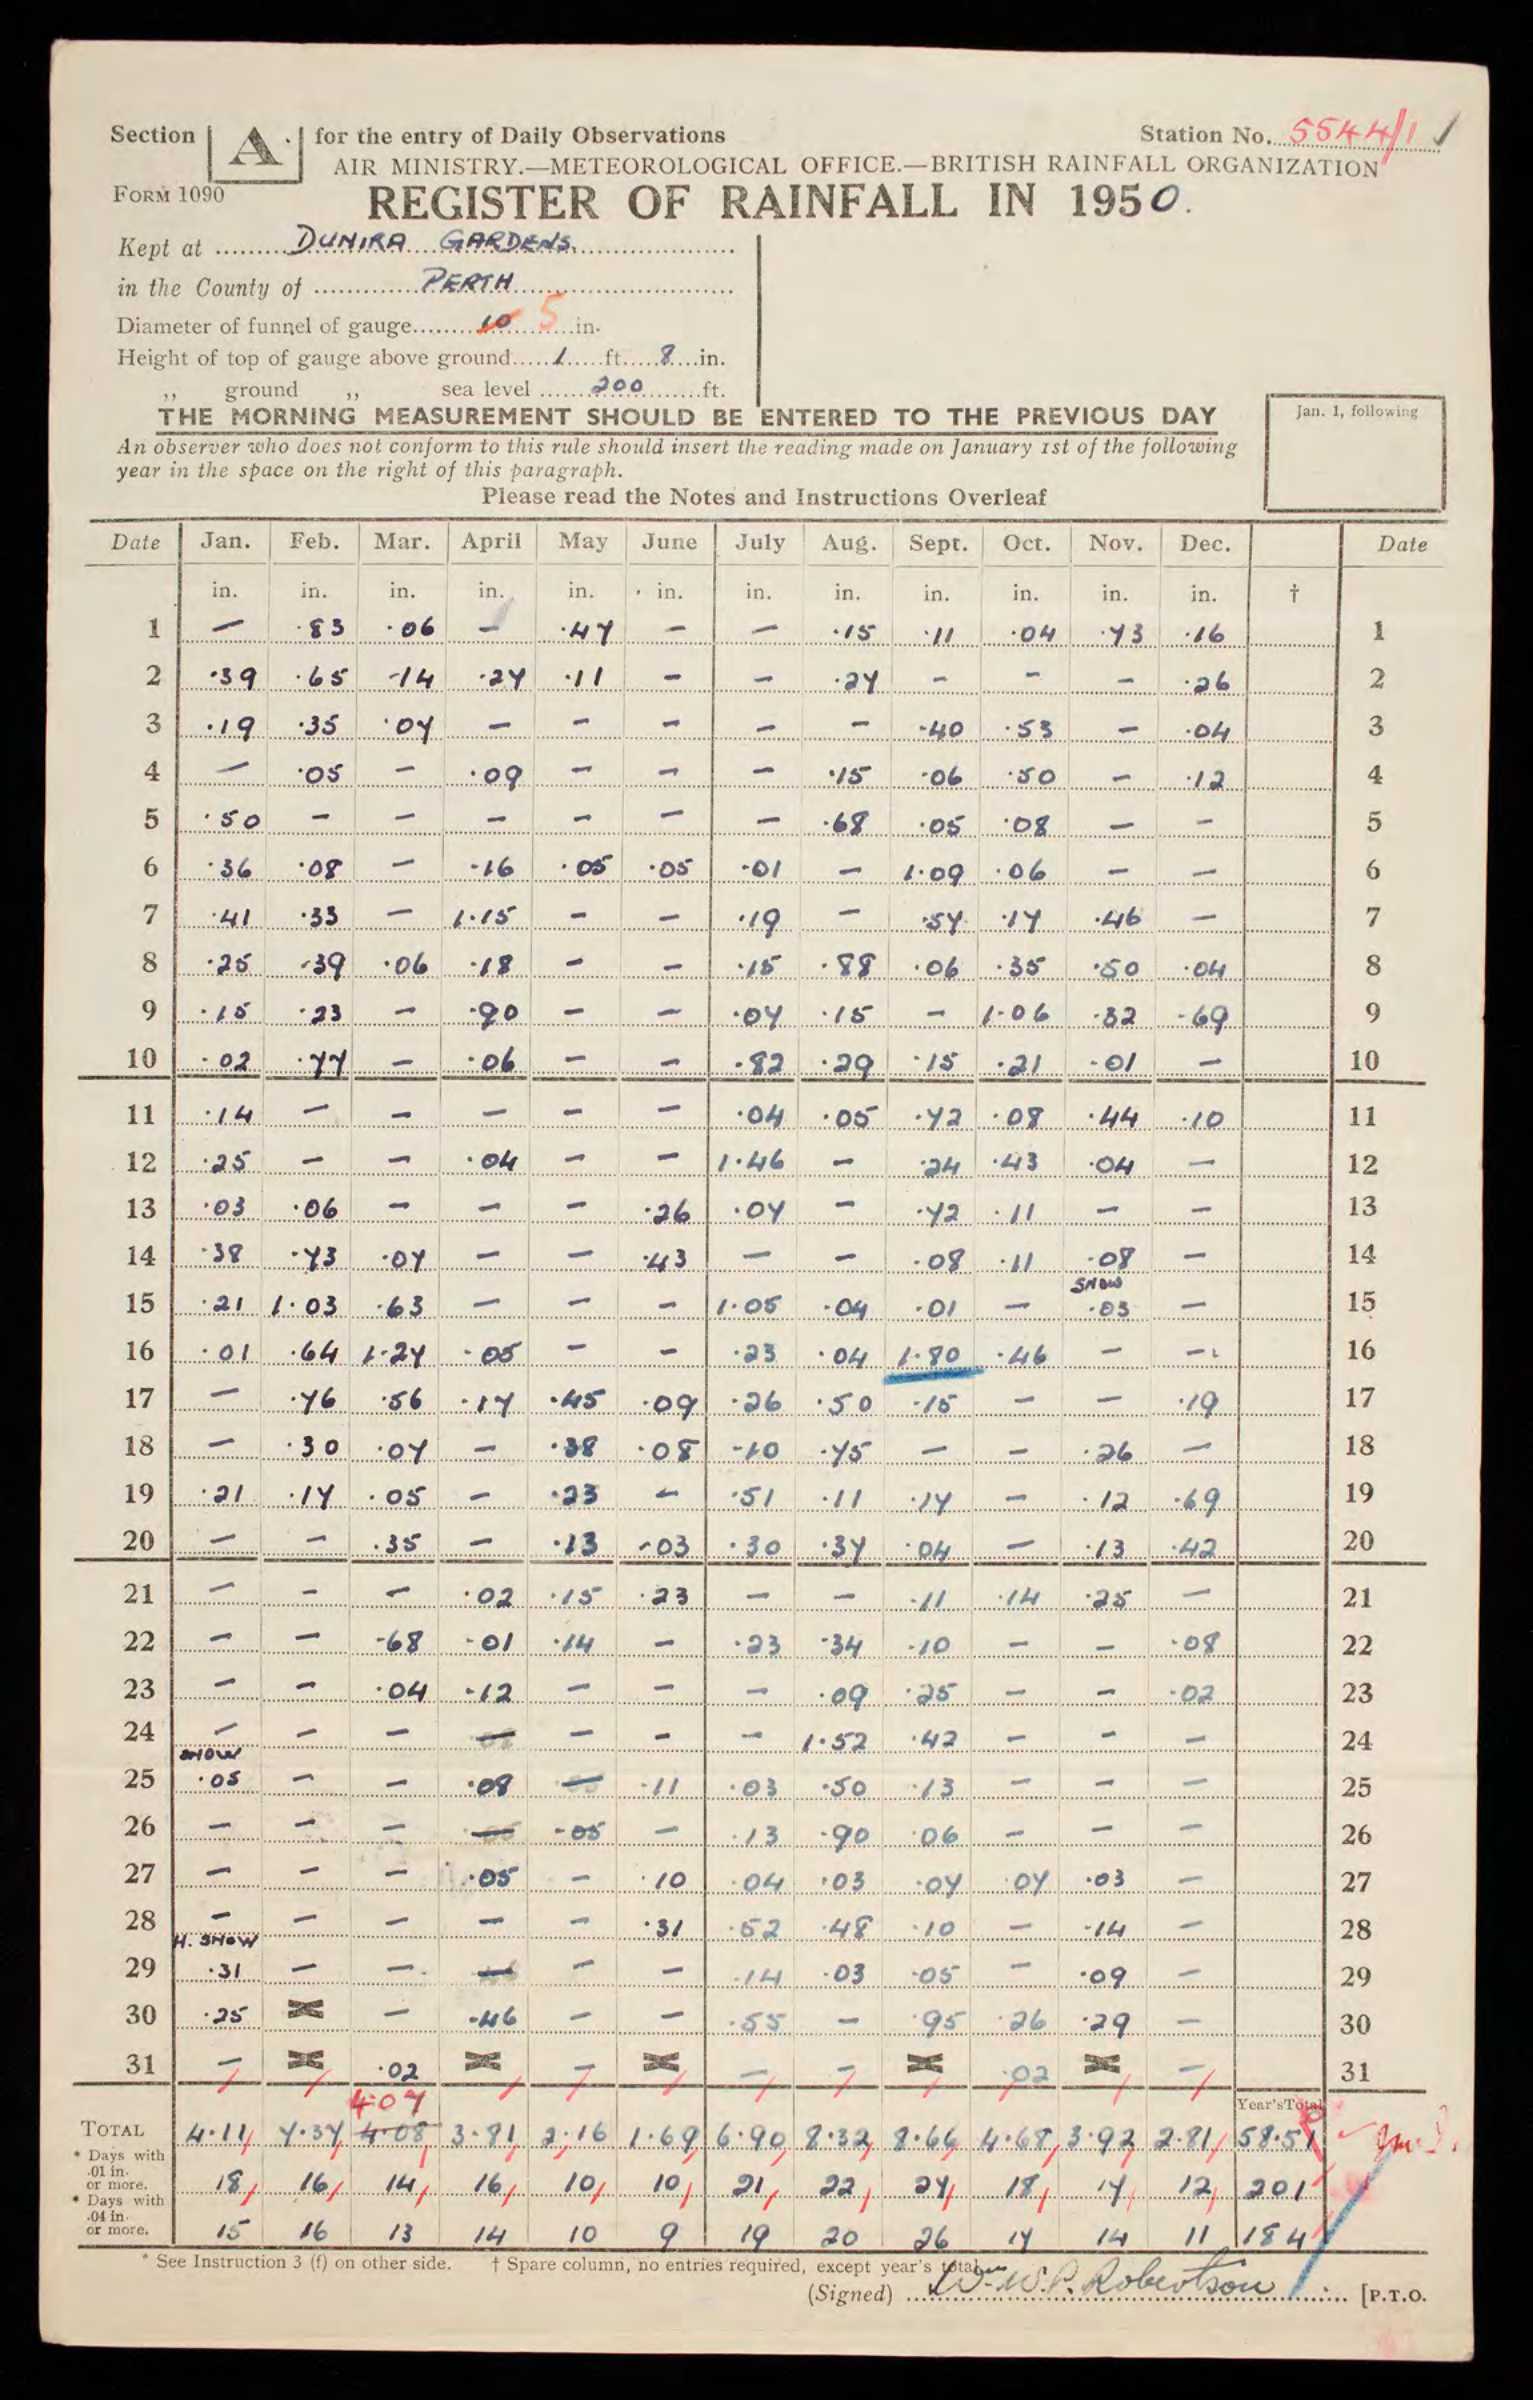 Section A. for the entry of Daily Observations Station No. 5544/1
AIR MINISTRY.—METEOROLOGICAL OFFICE.—BRITISH RAINFALL ORGANIZATION
FORM 1090 REGISTER OF RAINFALL IN 1950.
Kept at DUNIRA GARDENS.
in the County of PERTH
Diameter of funnel of gauge 10 5 in.
Height of top of gauge above ground 1 ft. 8 in.
,, ground ,, sea level 200 ft.
THE MORNING MEASUREMENT SHOULD BE ENTERED TO THE PREVIOUS DAY
Jan. 1, following
An observer who does not conform to this rule should insert the reading made on January 1st of the following
year in the space on the right of this paragraph.
Please read the Notes and Instructions Overleaf
Date Jan. Feb. Mar. April May June July Aug. Sept. Oct. Nov. Dec. Date
in. in. in. in. in. in. in. in. in. in. in. in. †
1 — .83 .06 — .47 — — .15 .11 .04 .73 .16 1
2 .39 .65 .14 .27 .11 — — .27 — — — .26 2
3 .19 .35 .07 — — — — — .40 .53 — .04 3
4 — .05 — .09 — — — .15 .06 .50 — .12 4
5 .50 — — — — — — .68 .05 .08 — — 5
6 .36 .08 — .16 .05 .05 .01 — 1.09 .06 — — 6
7 .41 .33 — 1.15 — — .19 — .57 .17 .46 — 7
8 .25 .39 .06 .18 — — .15 .88 .06 .35 .50 .04 8
9 .15 .23 — .90 — — .07 .15 — 1.06 .32 .69 9
10 .02 .77 — .06 — — .82 .29 .15 .21 .01 — 10
11 .14 — — — — — .04 .05 .72 .08 .44 .10 11
12 .25 — — .04 — — 1.46 — .24 .43 .04 — 12
13 .03 .06 — — — .26 .07 — .72 .11 — — 13
14 .38 .73 .07 — — .43 — — .08 .11 .08 — 14
SNOW
15 .21 1.03 .63 — — — 1.05 .04 .01 — .03 — 15
16 .01 .64 1.27 .05 — — .23 .04 1.80 .46 — — 16
17 — .76 .56 .17 .45 .09 .26 .50 .15 — — .19 17
18 — .30 .07 — .38 .08 .10 .75 — — .26 — 18
19 .21 .17 .05 — .23 — .51 .11 .17 — .12 .69 19
20 — — .35 — .13 .03 .30 .37 .04 — .13 .42 20
21 — — — .02 .15 .23 — — .11 .14 .25 — 21
22 — — .68 .01 .14 — .23 .34 .10 — — .08 22
23 — — .04 .12 — — — .09 .25 — — .02 23
24 — — — — — — — 1.52 .42 — — — 24
SNOW
25 .05 — — .08 — .11 .03 .50 .13 — — — 25
26 — — — — .05 — .13 .90 .06 — — — 26
27 — — — .05 — .10 .04 .03 .07 .07 .03 — 27
28 — — — — — .31 .52 .48 .10 — .14 — 28
H. SNOW
29 .31 — — — — — .14 .03 .05 — .09 — 29
30 .25 X — .46 — — .55 — .95 .26 .29 — 30
31 — X .02 X — X — — X .02 X — 31
4.07 Year's Total
TOTAL 4.11 7.37 4.08 3.81 2.16 1.69 6.90 8.32 8.66 4.68 3.92 2.81 58.51
* Days with .01 in. or more. 18 16 14 16 10 10 21 22 27 18 17 12 201
* Days with .04 in. or more. 15 16 13 14 10 9 19 20 26 17 14 11 184
* See Instruction 3 (f) on other side. † Spare column, no entries required, except year's total.
(Signed) Wm W.P. Robertson [P.T.O.